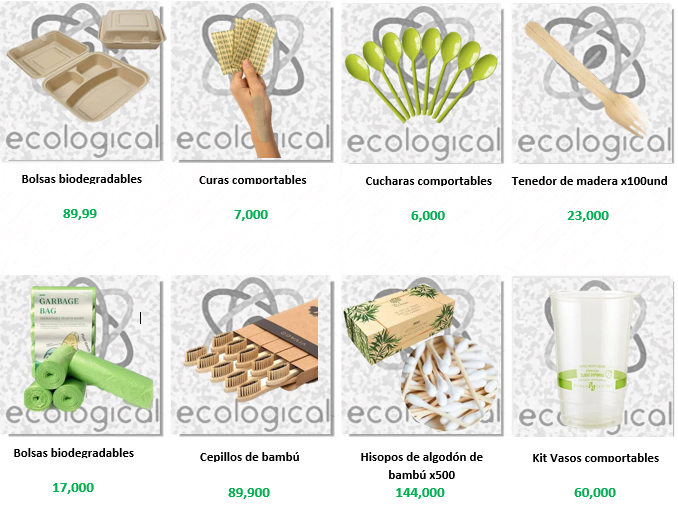 ecological
ecological
ecological
ecological
Bolsas biodegradables
Curas comportables
Cucharas comportables
Tenedor de madera x100und
89,99
7,000
6,000
23,000
GARBAGE
BAG
ecological
ecological
ecological
ecological
Bolsas biodegradables
Cepillos de bambú
Hisopos de algodón de
bambú x500
Kit Vasos comportables
17,000
89,900
144,000
60,000